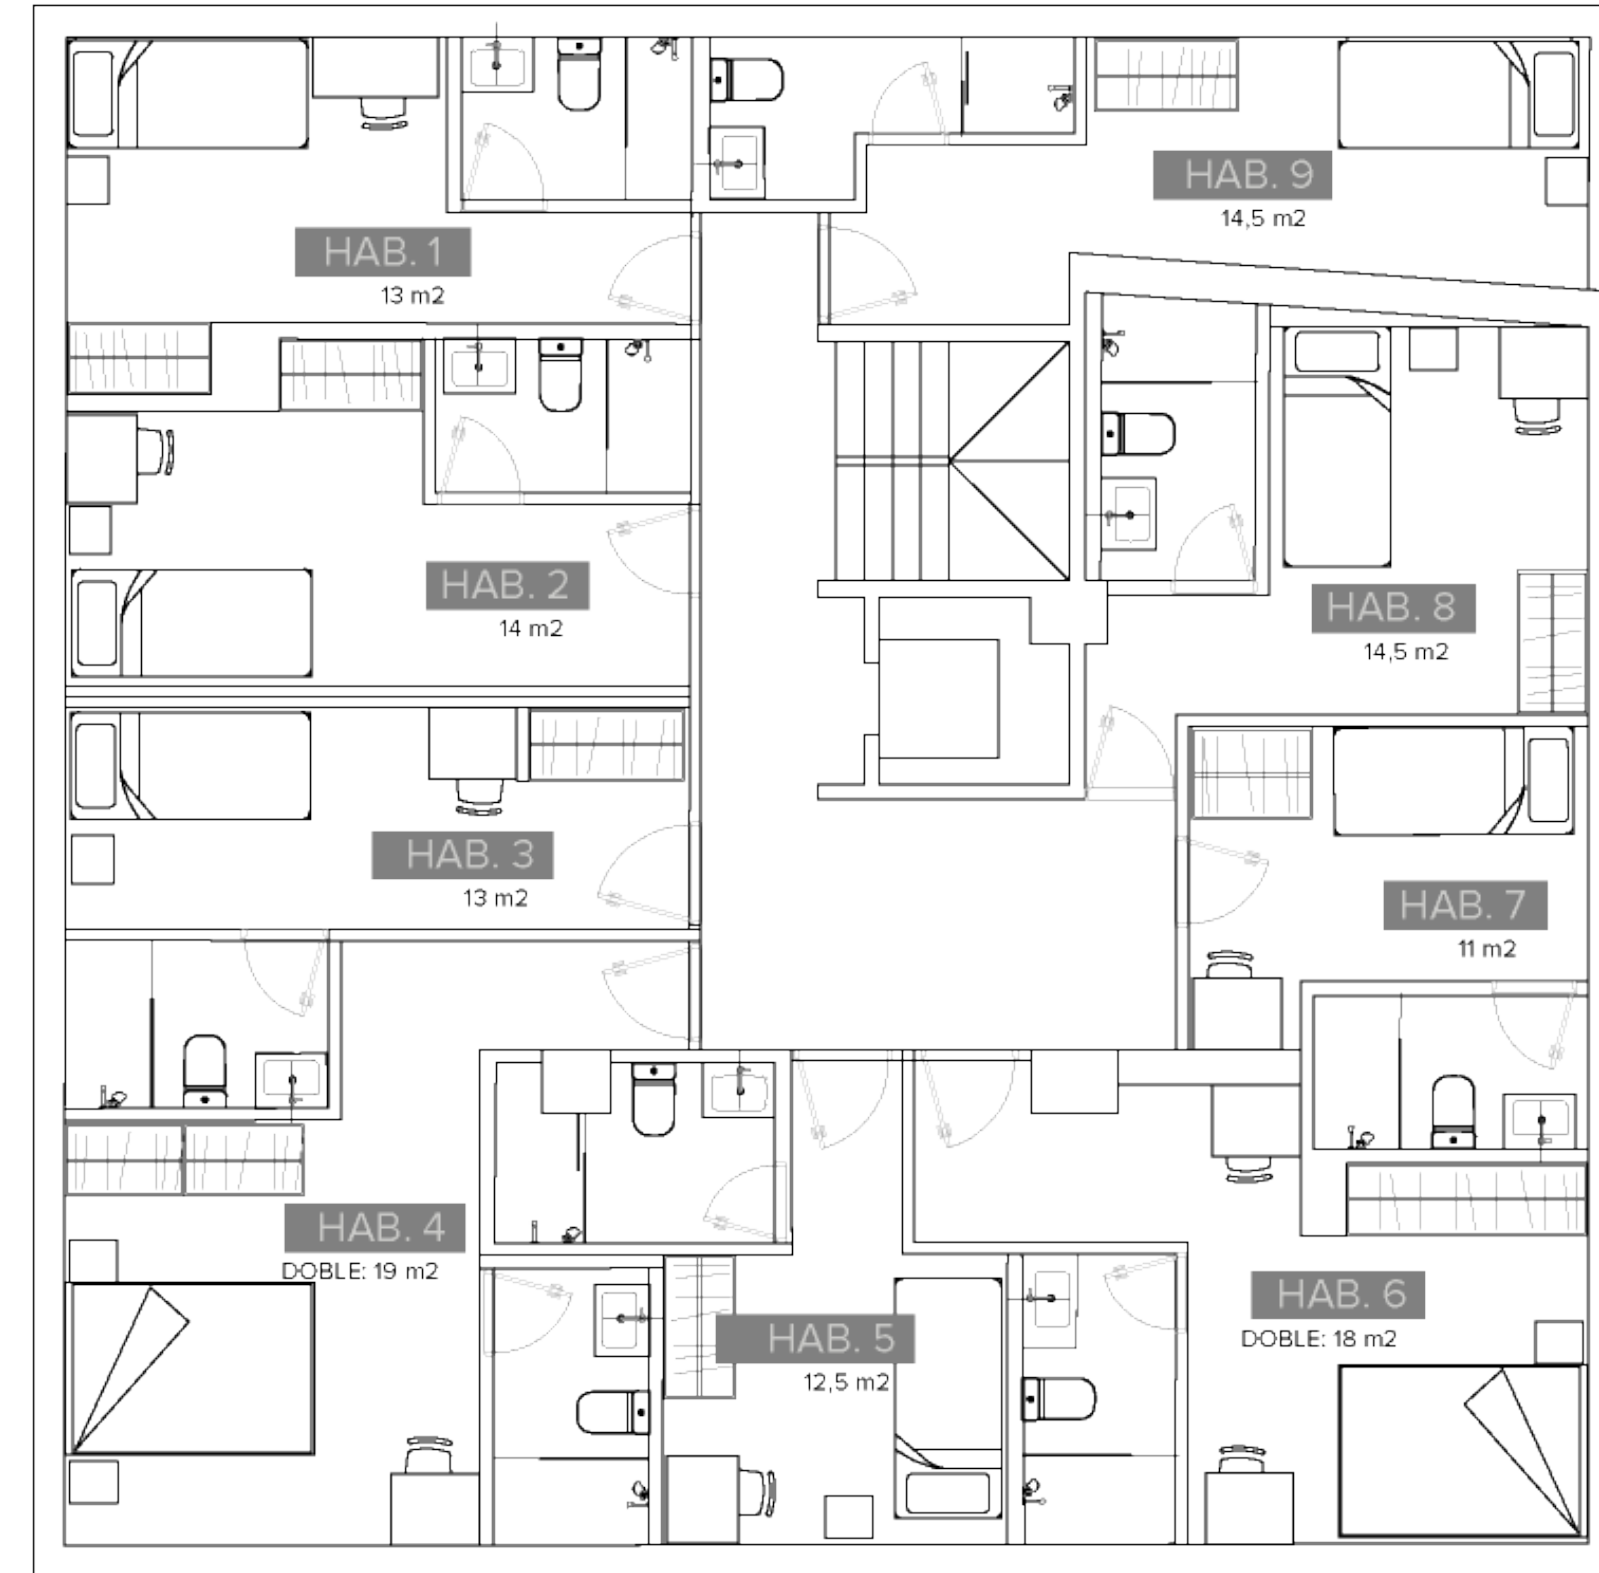 HAB. 1
13 m2
HAB. 9
14,5 m2
HAB. 2
14 m2
HAB. 8
14,5 m2
HAB. 3
13 m2
HAB. 7
11 m2
HAB. 4
DOBLE: 19 m2
HAB. 5
12,5 m2
HAB. 6
DOBLE: 18 m2